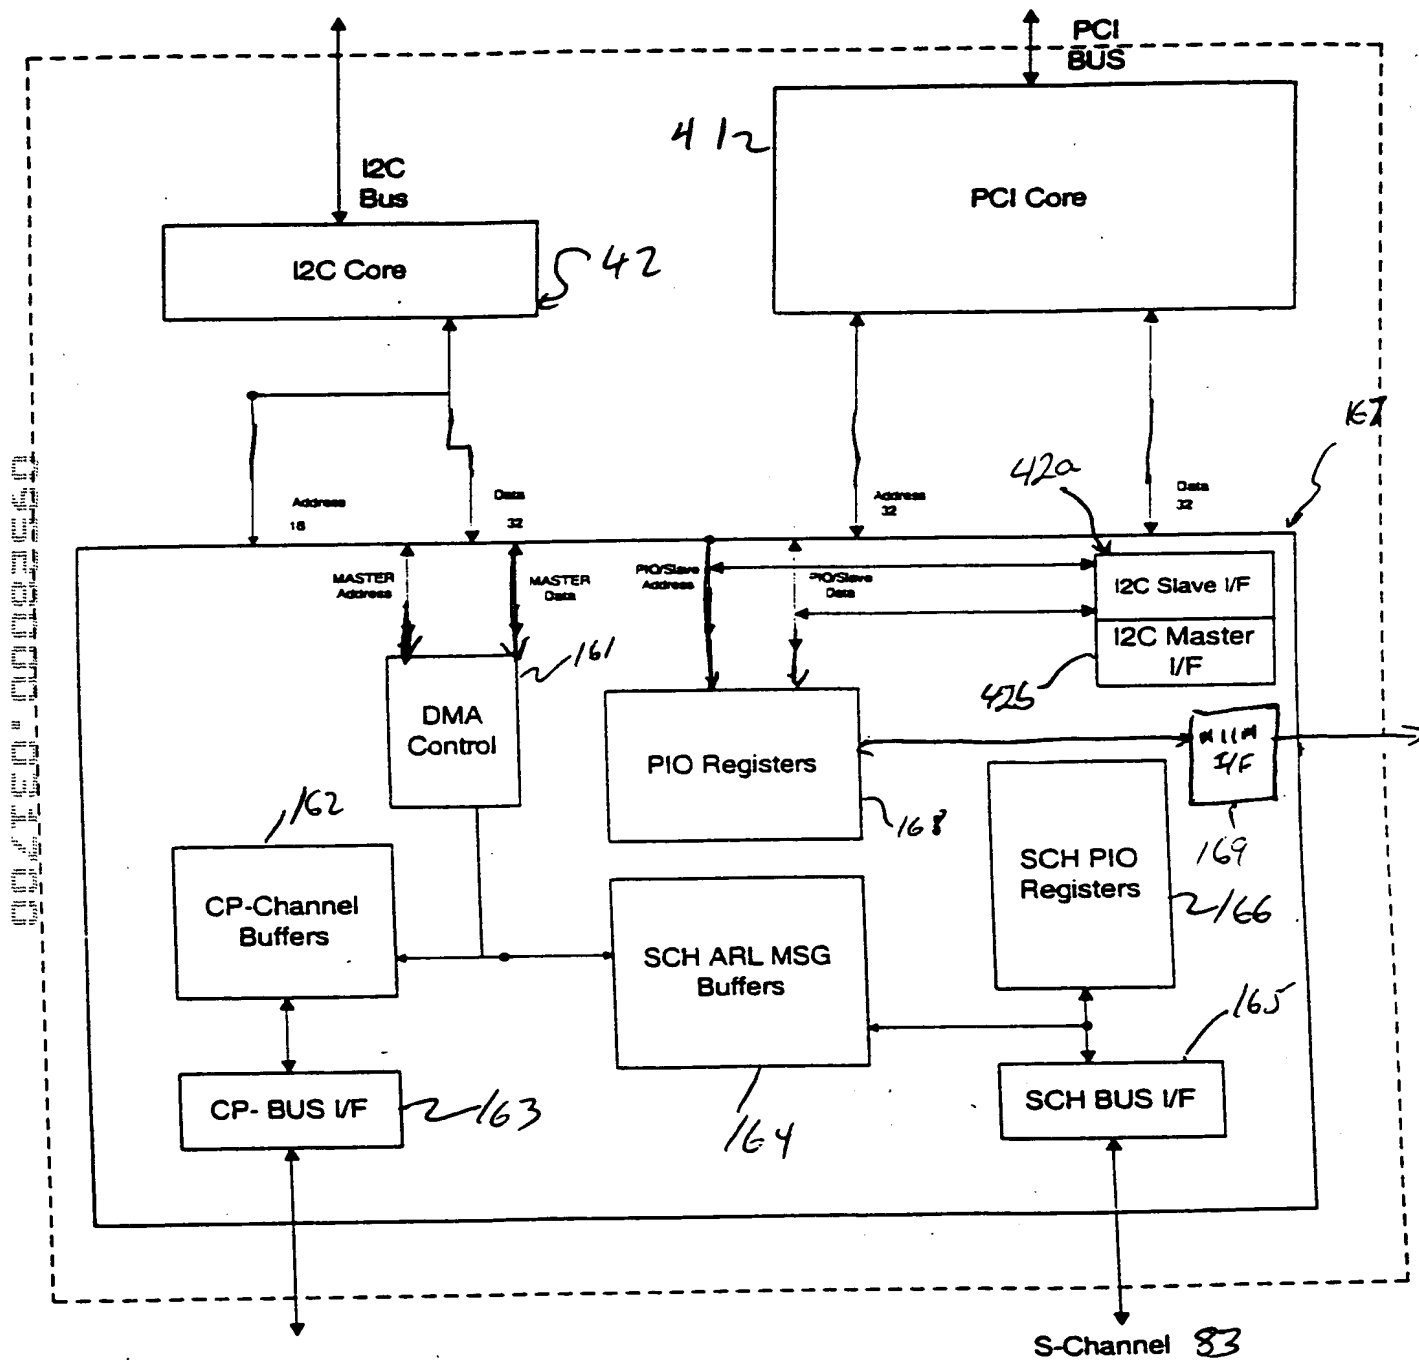 PCI
BUS
412
PCI Core
I2C
Bus
I2C Core
42
167
42a
Address
16
Data
32
Address
32
Data
32
MASTER
Address
MASTER
Data
PIO/Slave
Address
PIO/Slave
Data
I2C Slave I/F
I2C Master
I/F
42b
161
DMA
Control
PIO Registers
168
I/F
169
162
CP-Channel
Buffers
SCH ARL MSG
Buffers
SCH PIO
Registers
166
165
CP- BUS I/F
163
164
SCH BUS I/F
S-Channel 83